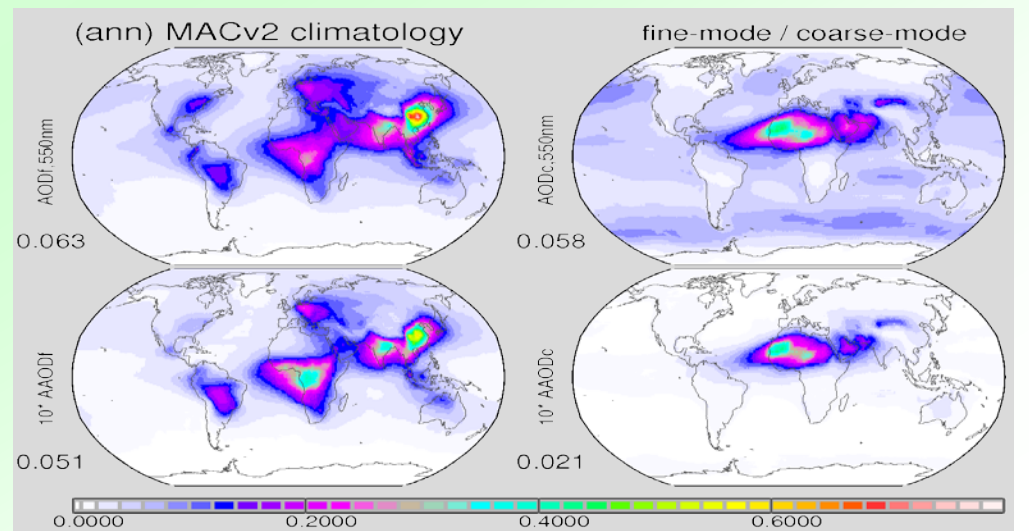 (ann) MACv2 climatology
fine-mode / coarse-mode
AODf,550nm
0.063
AODc,550nm
0.058
10* AAODf
0.051
10* AAODc
0.021
0.0000 0.2000 0.4000 0.6000